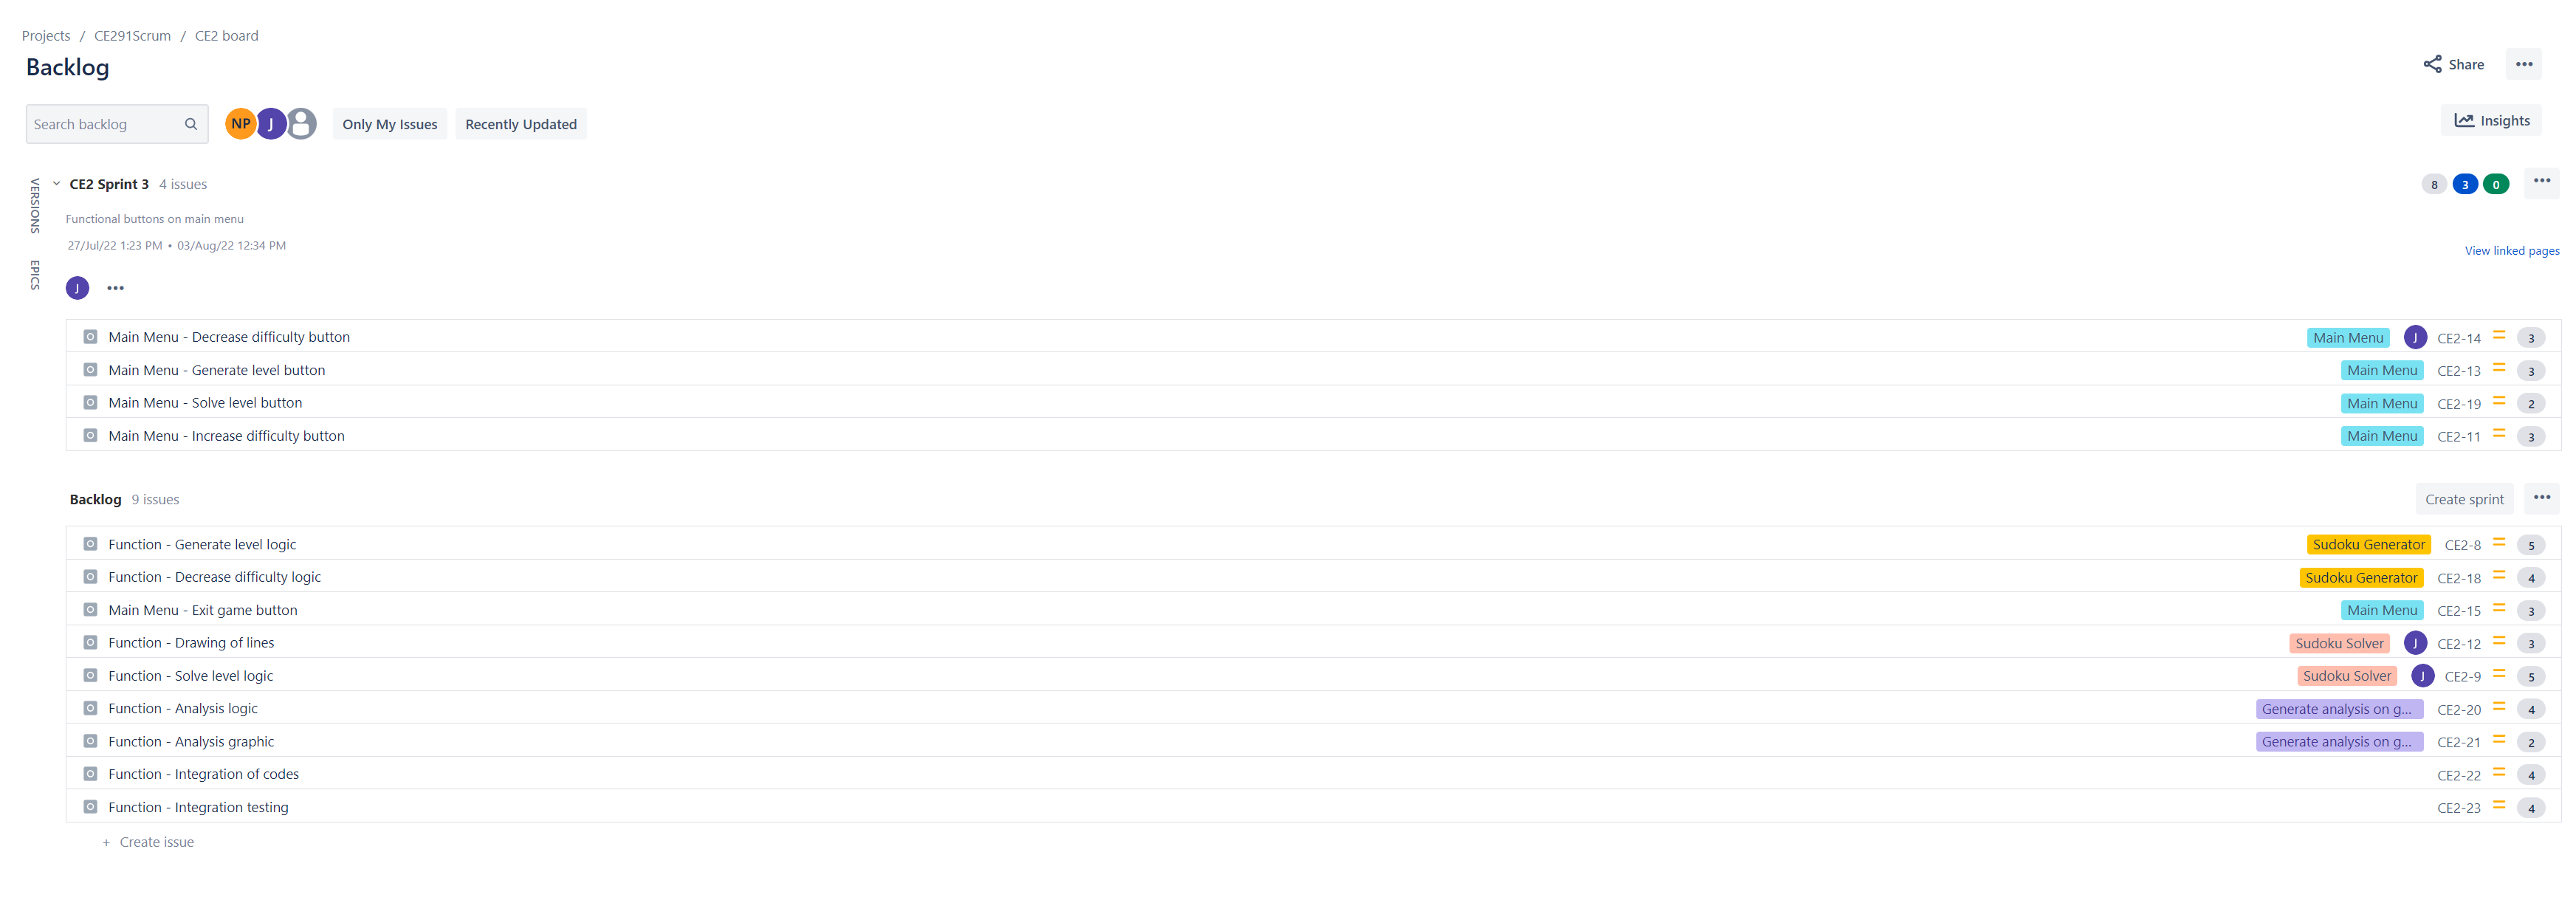 Projects / CE291Scrum / CE2 board
Backlog
Share
Search backlog NP J Only My Issues Recently Updated Insights
VERSIONS
EPICS
CE2 Sprint 3 4 issues 8 3 0
Functional buttons on main menu
27/Jul/22 1:23 PM • 03/Aug/22 12:34 PM
View linked pages
J
Main Menu - Decrease difficulty button Main Menu J CE2-14 3
Main Menu - Generate level button Main Menu CE2-13 3
Main Menu - Solve level button Main Menu CE2-19 2
Main Menu - Increase difficulty button Main Menu CE2-11 3
Backlog 9 issues Create sprint
Function - Generate level logic Sudoku Generator CE2-8 5
Function - Decrease difficulty logic Sudoku Generator CE2-18 4
Main Menu - Exit game button Main Menu CE2-15 3
Function - Drawing of lines Sudoku Solver J CE2-12 3
Function - Solve level logic Sudoku Solver J CE2-9 5
Function - Analysis logic Generate analysis on g... CE2-20 4
Function - Analysis graphic Generate analysis on g... CE2-21 2
Function - Integration of codes CE2-22 4
Function - Integration testing CE2-23 4
+ Create issue